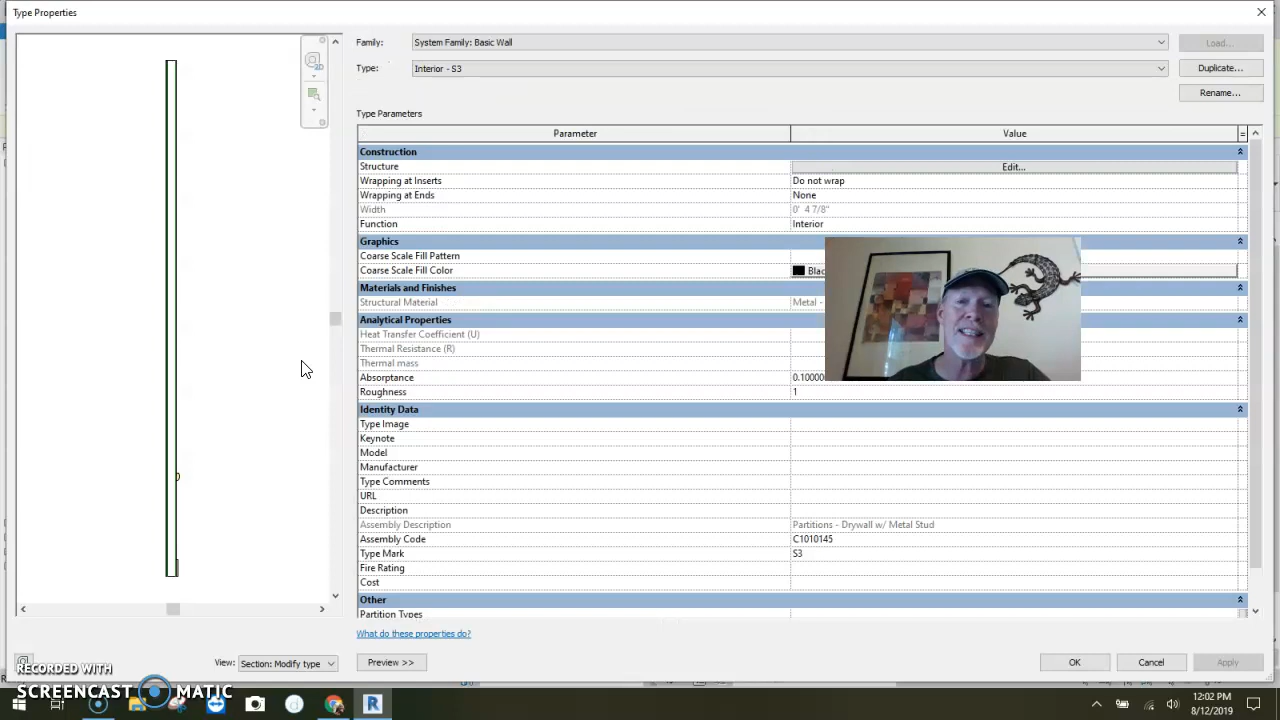 Type Properties
Family:
System Family: Basic Wall
Load...
Type:
Interior - S3
Duplicate...
Rename...
Type Parameters
Parameter
Value
=
Construction
Structure
Edit...
Wrapping at Inserts
Do not wrap
Wrapping at Ends
None
Width
0' 4 7/8"
Function
Interior
Graphics
Coarse Scale Fill Pattern
Coarse Scale Fill Color
Blac
Materials and Finishes
Structural Material
Metal -
Analytical Properties
Heat Transfer Coefficient (U)
Thermal Resistance (R)
Thermal mass
Absorptance
0.10000
Roughness
1
Identity Data
Type Image
Keynote
Model
Manufacturer
Type Comments
URL
Description
Assembly Description
Partitions - Drywall w/ Metal Stud
Assembly Code
C1010145
Type Mark
S3
Fire Rating
Cost
Other
Partition Types
What do these properties do?
View:
Section: Modify type
Preview >>
OK
Cancel
Apply
2D
RECORDED WITH
SCREENCAST MATIC
R
12:02 PM
8/12/2019